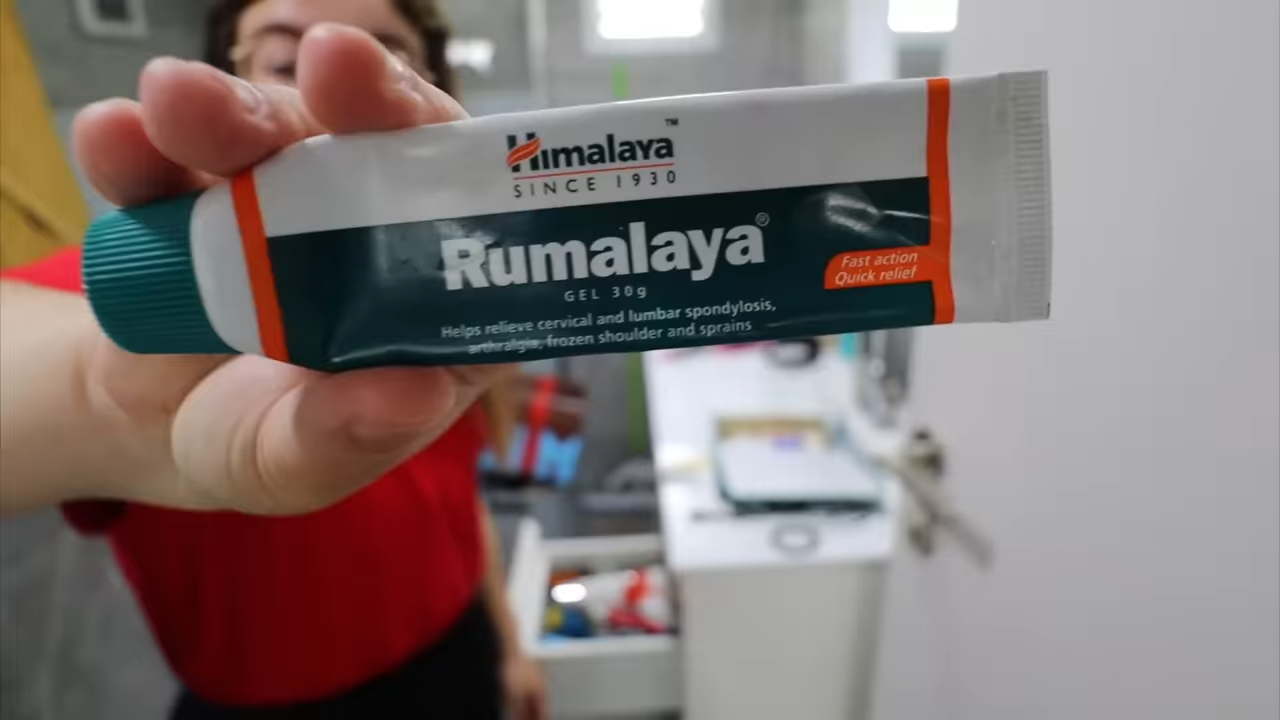 Himalaya™
SINCE 1930
Rumalaya®
GEL 30g
Helps relieve cervical and lumbar spondylosis,
arthralgia, frozen shoulder and sprains
Fast action
Quick relief